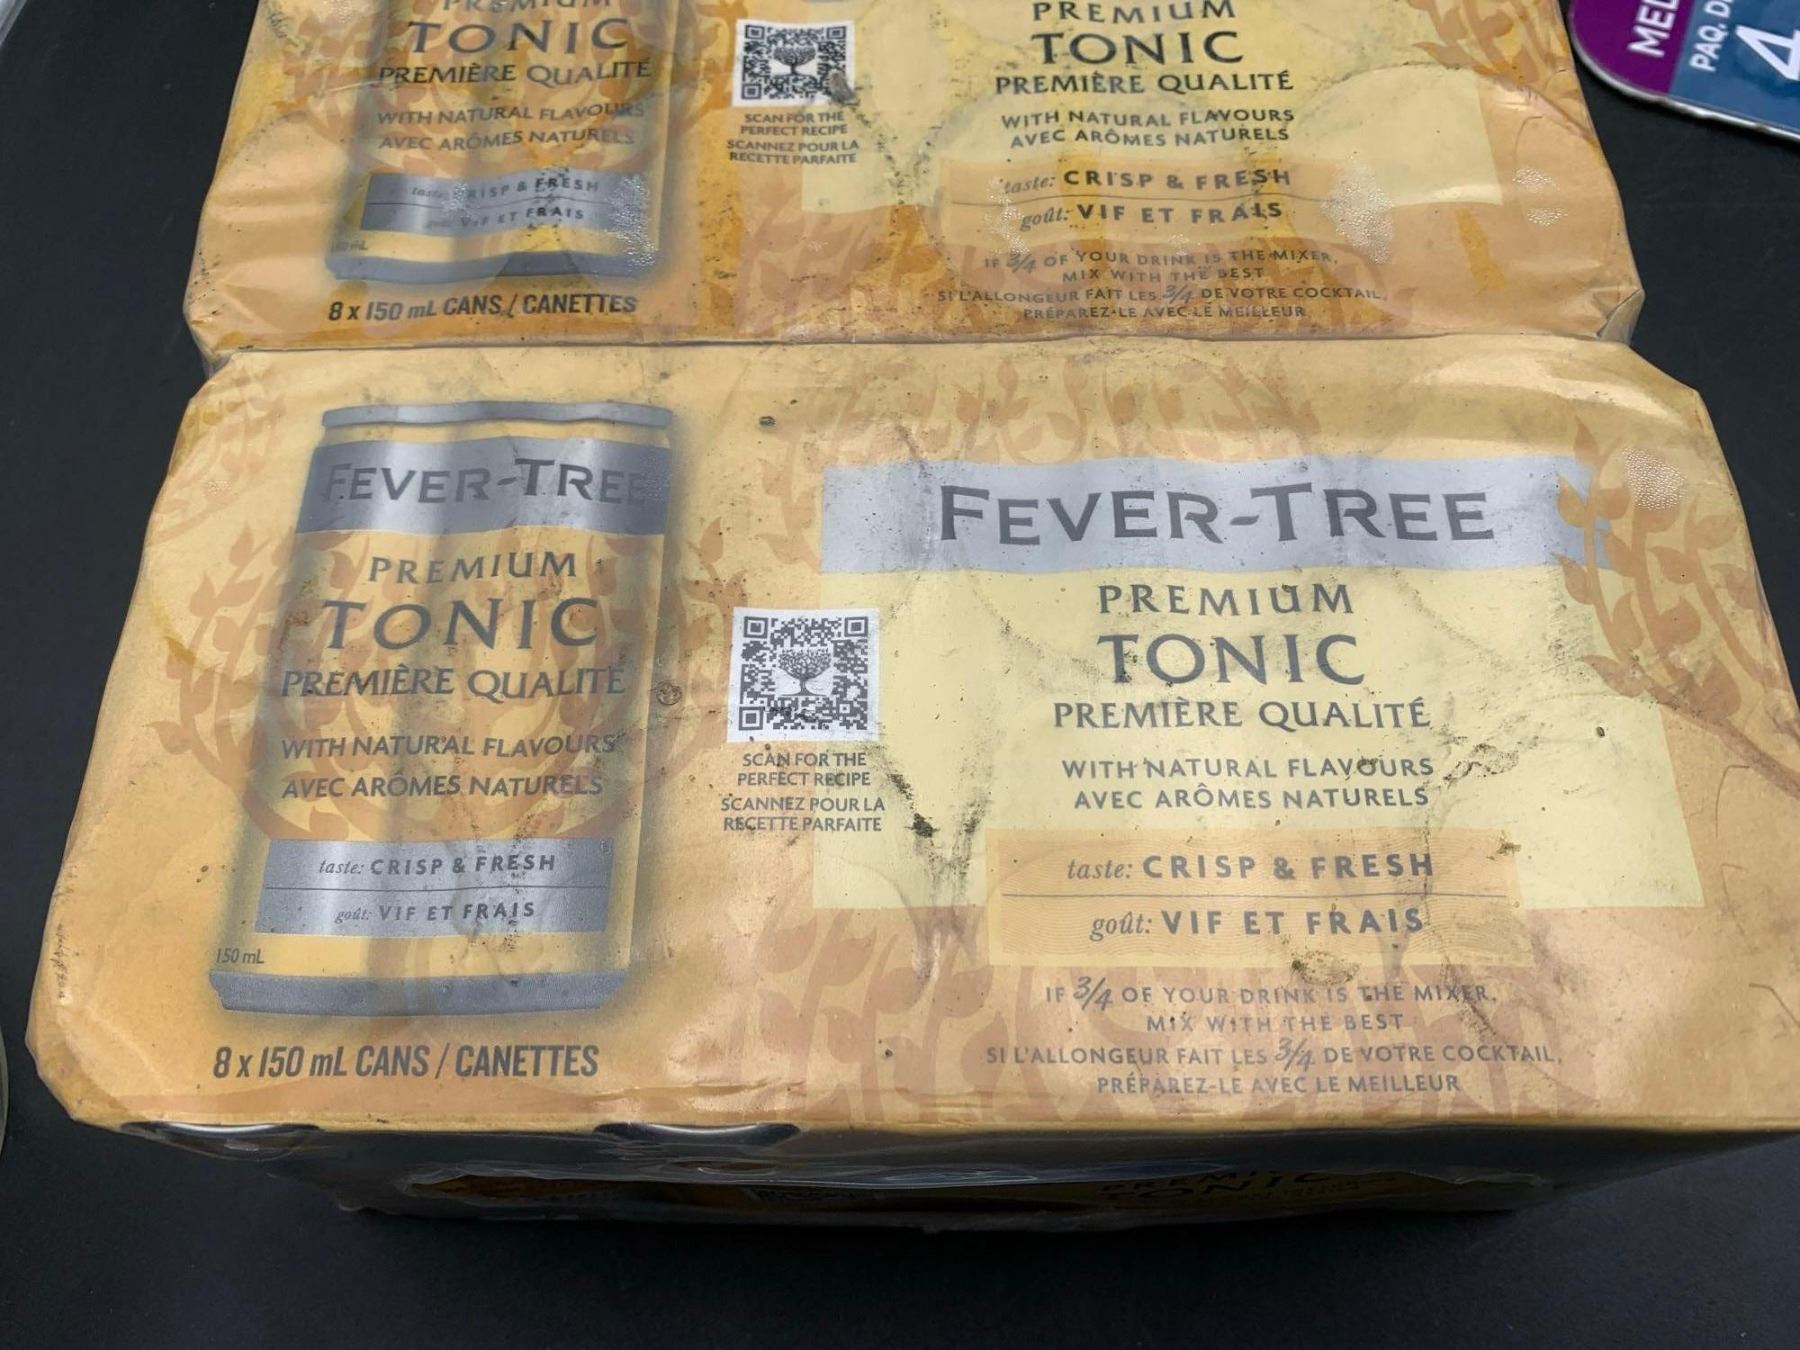 PREMIUM
TONIC
PREMIÈRE QUALITÉ
WITH NATURAL FLAVOURS
AVEC ARÔMES NATURELS
taste: CRISP & FRESH
goût: VIF ET FRAIS
150 mL
8 x 150 mL CANS / CANETTES
SCAN FOR THE
PERFECT RECIPE
SCANNEZ POUR LA
RECETTE PARFAITE
PREMIUM
TONIC
PREMIÈRE QUALITÉ
WITH NATURAL FLAVOURS
AVEC ARÔMES NATURELS
taste: CRISP & FRESH
goût: VIF ET FRAIS
IF 3/4 OF YOUR DRINK IS THE MIXER,
MIX WITH THE BEST
SI L'ALLONGEUR FAIT LES 3/4 DE VOTRE COCKTAIL,
PRÉPAREZ-LE AVEC LE MEILLEUR
PAQ. D
4
FEVER-TREE
PREMIUM
TONIC
PREMIÈRE QUALITÉ
WITH NATURAL FLAVOURS
AVEC ARÔMES NATURELS
taste: CRISP & FRESH
goût: VIF ET FRAIS
150 mL
8 x 150 mL CANS / CANETTES
SCAN FOR THE
PERFECT RECIPE
SCANNEZ POUR LA
RECETTE PARFAITE
FEVER-TREE
PREMIUM
TONIC
PREMIÈRE QUALITÉ
WITH NATURAL FLAVOURS
AVEC ARÔMES NATURELS
taste: CRISP & FRESH
goût: VIF ET FRAIS
IF 3/4 OF YOUR DRINK IS THE MIXER,
MIX WITH THE BEST
SI L'ALLONGEUR FAIT LES 3/4 DE VOTRE COCKTAIL,
PRÉPAREZ-LE AVEC LE MEILLEUR
PREMIUM
TONIC